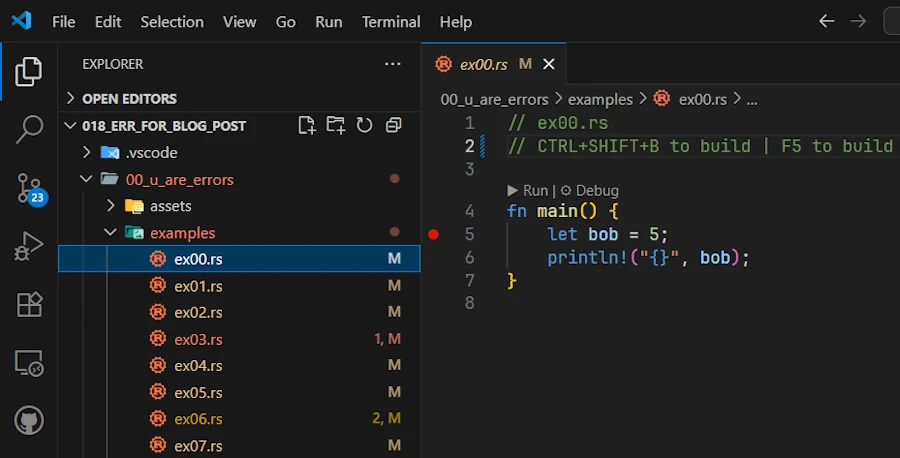 File Edit Selection View Go Run Terminal Help
EXPLORER
OPEN EDITORS
018_ERR_FOR_BLOG_POST
.vscode
00_u_are_errors
assets
examples
ex00.rs M
ex01.rs M
ex02.rs M
ex03.rs 1, M
ex04.rs M
ex05.rs M
ex06.rs 2, M
ex07.rs M
23
ex00.rs M
00_u_are_errors > examples > ex00.rs > ...
1 // ex00.rs
2 // CTRL+SHIFT+B to build | F5 to build
3
Run | Debug
4 fn main() {
5 let bob = 5;
6 println!("{}", bob);
7 }
8